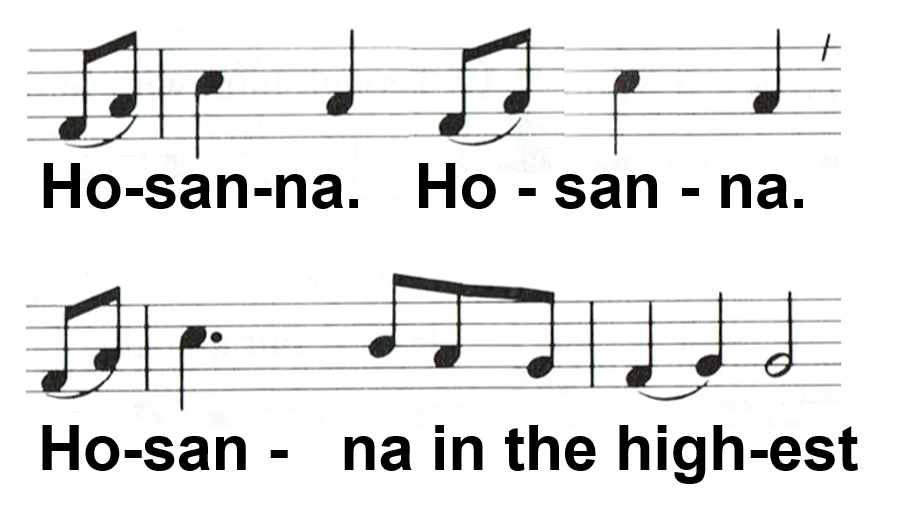 Ho-san-na. Ho - san - na.
Ho-san - na in the high-est